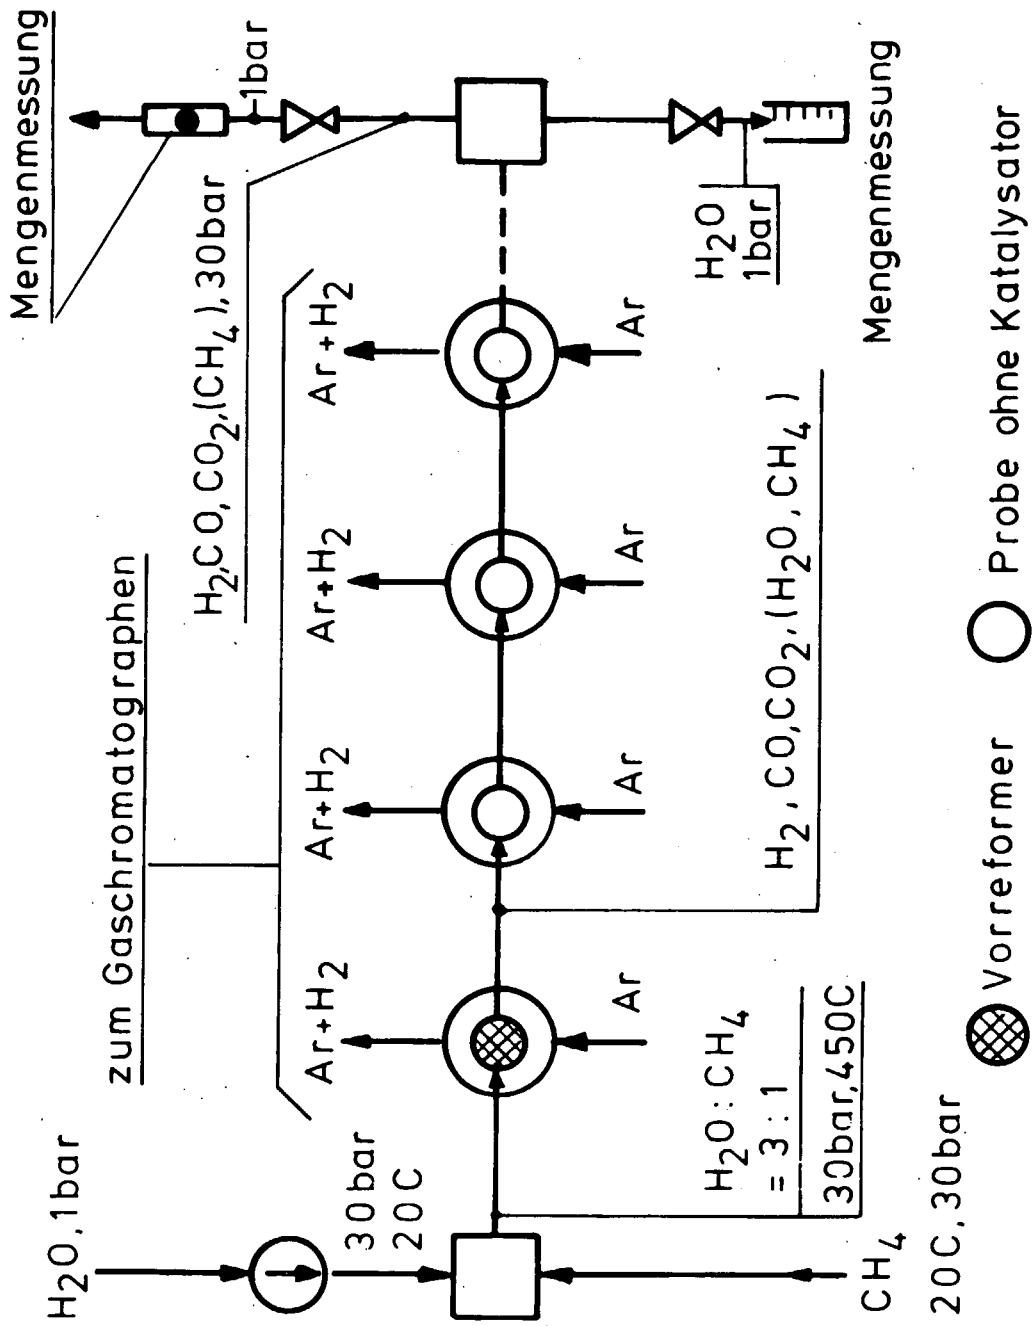 H2O, 1bar
30bar
20C
CH4
20C, 30bar
H2O : CH4
= 3 : 1
30bar, 450C
zum Gaschromatographen
Ar+H2
Ar+H2
Ar+H2
Ar+H2
Ar
Ar
Ar
Ar
H2, CO, CO2, (H2O, CH4)
H2, CO, CO2, (CH4), 30bar
Mengenmessung
1bar
H2O
1bar
Mengenmessung
Vorreformer
Probe ohne Katalysator